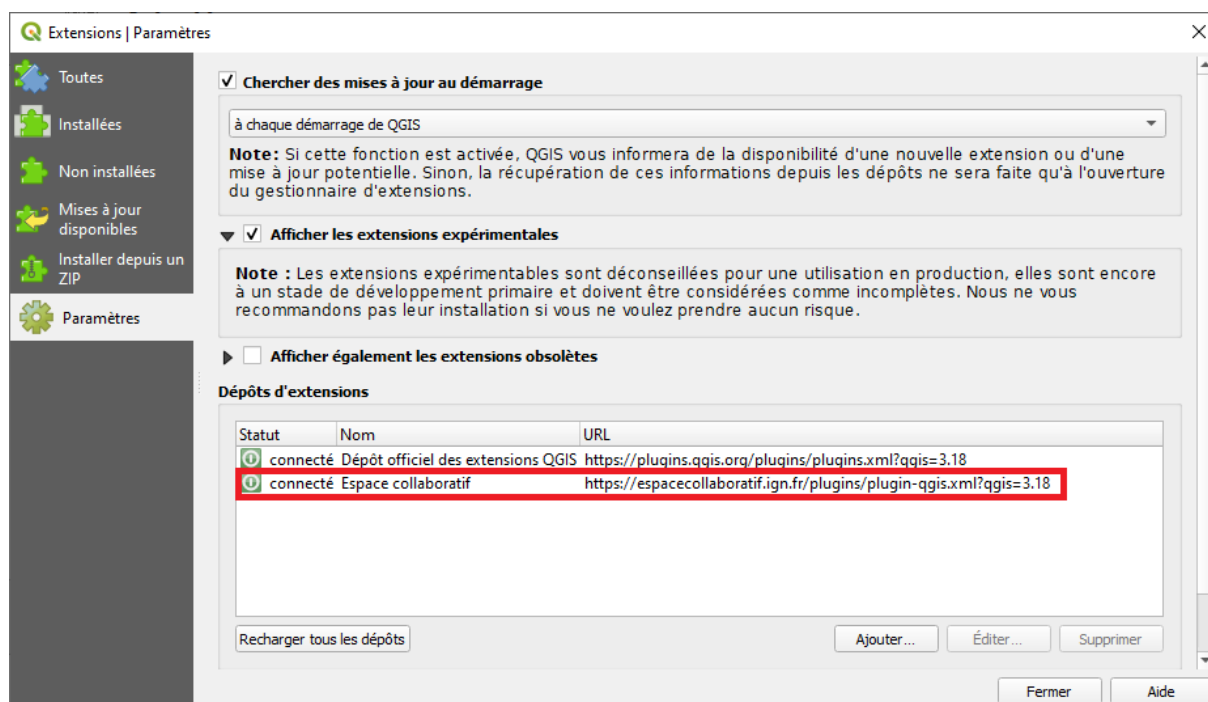 Extensions | Paramètres
Toutes
Installées
Non installées
Mises à jour
disponibles
Installer depuis un
ZIP
Paramètres
Chercher des mises à jour au démarrage
à chaque démarrage de QGIS
Note: Si cette fonction est activée, QGIS vous informera de la disponibilité d'une nouvelle extension ou d'une
mise à jour potentielle. Sinon, la récupération de ces informations depuis les dépôts ne sera faite qu'à l'ouverture
du gestionnaire d'extensions.
Afficher les extensions expérimentales
Note : Les extensions expérimentables sont déconseillées pour une utilisation en production, elles sont encore
à un stade de développement primaire et doivent être considérées comme incomplètes. Nous ne vous
recommandons pas leur installation si vous ne voulez prendre aucun risque.
Afficher également les extensions obsolètes
Dépôts d'extensions
Statut Nom URL
connecté Dépôt officiel des extensions QGIS https://plugins.qgis.org/plugins/plugins.xml?qgis=3.18
connecté Espace collaboratif https://espacecollaboratif.ign.fr/plugins/plugin-qgis.xml?qgis=3.18
Recharger tous les dépôts Ajouter... Éditer... Supprimer
Fermer Aide